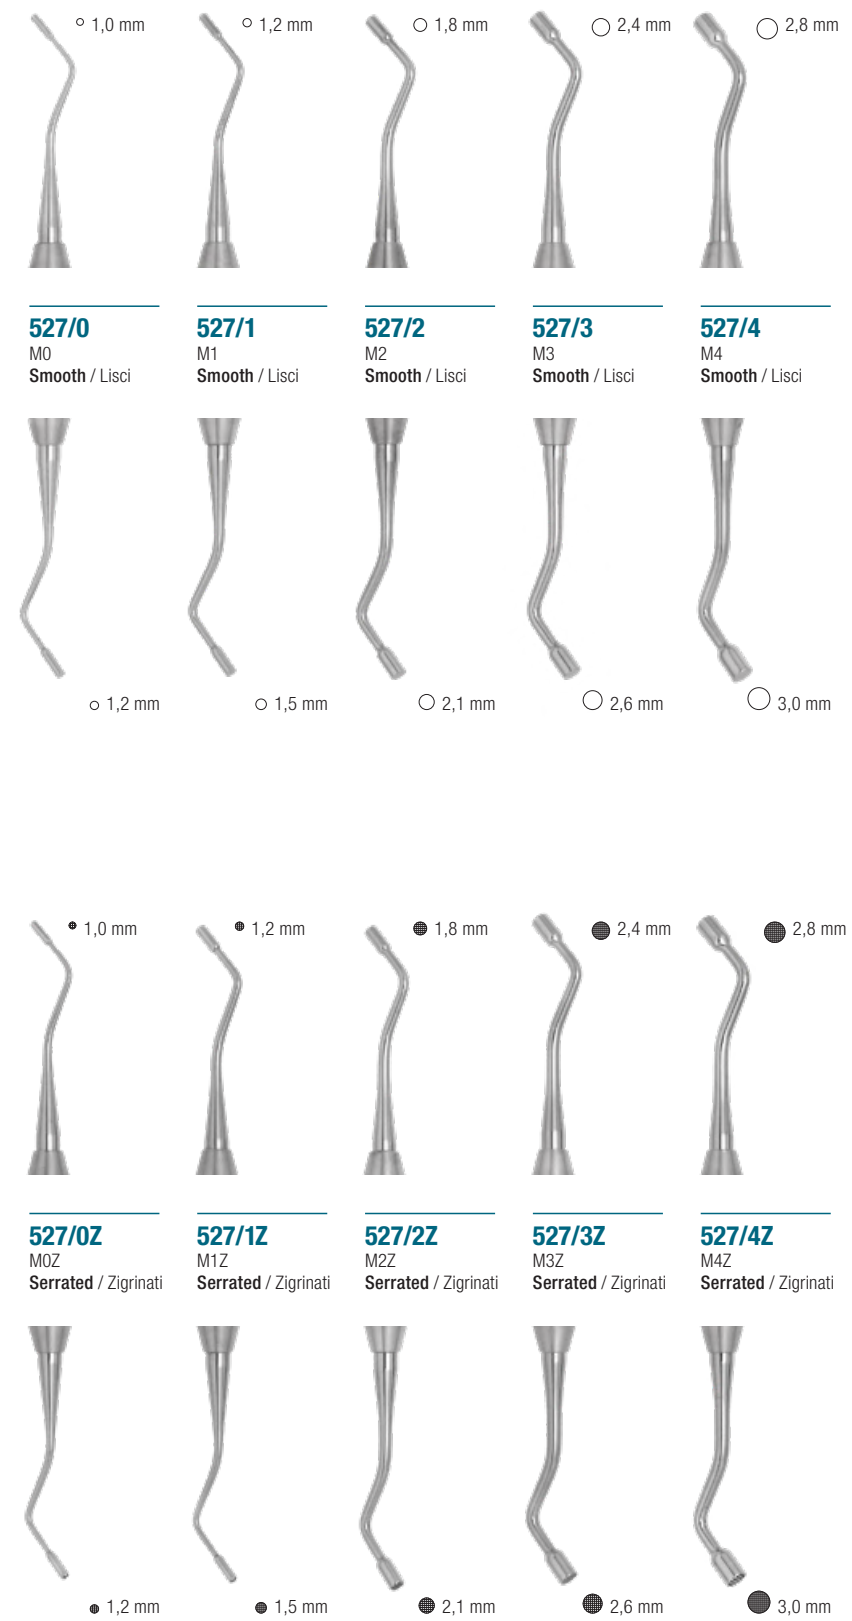 1,0 mm 1,2 mm 1,8 mm 2,4 mm 2,8 mm
527/0 527/1 527/2 527/3 527/4
M0 M1 M2 M3 M4
Smooth / Lisci Smooth / Lisci Smooth / Lisci Smooth / Lisci Smooth / Lisci
1,2 mm 1,5 mm 2,1 mm 2,6 mm 3,0 mm
1,0 mm 1,2 mm 1,8 mm 2,4 mm 2,8 mm
527/0Z 527/1Z 527/2Z 527/3Z 527/4Z
M0Z M1Z M2Z M3Z M4Z
Serrated / Zigrinati Serrated / Zigrinati Serrated / Zigrinati Serrated / Zigrinati Serrated / Zigrinati
1,2 mm 1,5 mm 2,1 mm 2,6 mm 3,0 mm